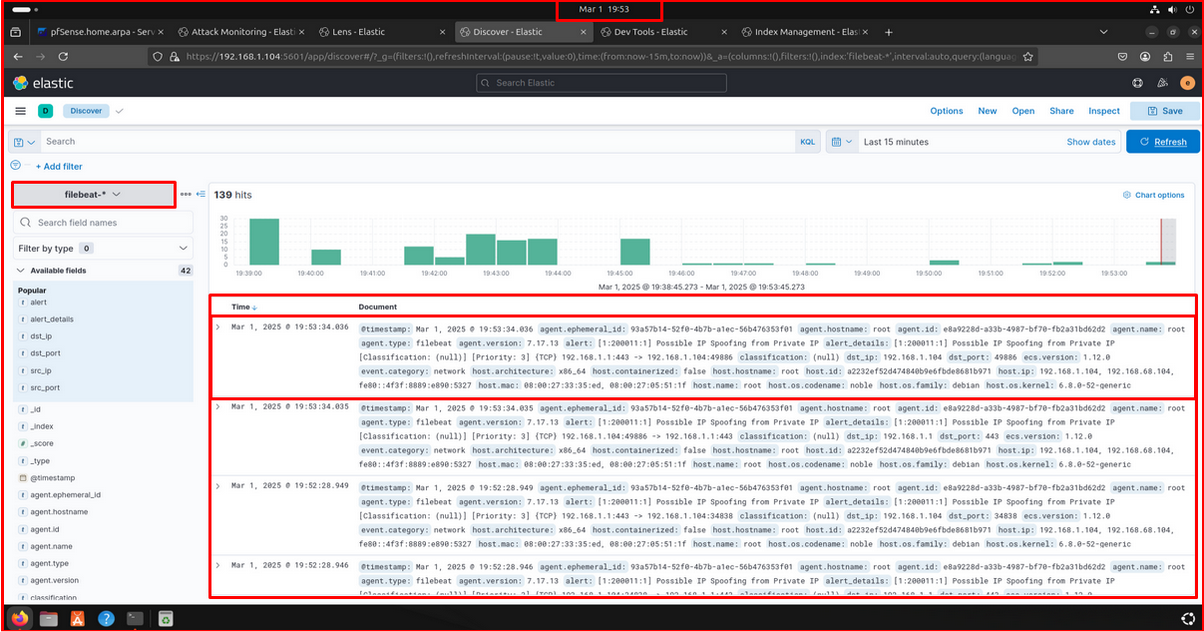 Mar 1 19:53
pfSense.home.arpa - Serv
Attack Monitoring - Elasti
Lens - Elastic
Discover - Elastic
Dev Tools - Elastic
Index Management - Elas
https://192.168.1.104:5601/app/discover#/?_g=(filters:!(),refreshInterval:(pause:!t,value:0),time:(from:now-15m,to:now))&_a=(columns:!(),filters:!(),index:'filebeat-*',interval:auto,query:(languag
elastic
Search Elastic
e
D
Discover
Options New Open Share Inspect Save
Search
KQL
Last 15 minutes
Show dates
Refresh
+ Add filter
filebeat-*
139 hits
Chart options
Search field names
Filter by type 0
Available fields 42
Popular
t alert
t alert_details
t dst_ip
t dst_port
t src_ip
t src_port
t _id
t _index
# _score
t _type
@timestamp
t agent.ephemeral_id
t agent.hostname
t agent.id
t agent.name
t agent.type
t agent.version
t classification
30
25
20
15
10
5
0
19:39:00 19:40:00 19:41:00 19:42:00 19:43:00 19:44:00 19:45:00 19:46:00 19:47:00 19:48:00 19:49:00 19:50:00 19:51:00 19:52:00 19:53:00
Mar 1, 2025 @ 19:38:45.273 - Mar 1, 2025 @ 19:53:45.273
Time Document
Mar 1, 2025 @ 19:53:34.036 @timestamp: Mar 1, 2025 @ 19:53:34.036 agent.ephemeral_id: 93a57b14-52f0-4b7b-a1ec-56b476353f01 agent.hostname: root agent.id: e8a9228d-a33b-4987-bf70-fb2a31bd62d2 agent.name: root
agent.type: filebeat agent.version: 7.17.13 alert: [1:200011:1] Possible IP Spoofing from Private IP alert_details: [1:200011:1] Possible IP Spoofing from Private IP
[Classification: (null)] [Priority: 3] {TCP} 192.168.1.1:443 -> 192.168.1.104:49886 classification: (null) dst_ip: 192.168.1.104 dst_port: 49886 ecs.version: 1.12.0
event.category: network host.architecture: x86_64 host.containerized: false host.hostname: root host.id: a2232ef52d474840b9e6fbde8681b971 host.ip: 192.168.1.104, 192.168.68.104,
fe80::4f3f:8889:e890:5327 host.mac: 08:00:27:33:35:ed, 08:00:27:05:51:1f host.name: root host.os.codename: noble host.os.family: debian host.os.kernel: 6.8.0-52-generic
Mar 1, 2025 @ 19:53:34.035 @timestamp: Mar 1, 2025 @ 19:53:34.035 agent.ephemeral_id: 93a57b14-52f0-4b7b-a1ec-56b476353f01 agent.hostname: root agent.id: e8a9228d-a33b-4987-bf70-fb2a31bd62d2 agent.name: root
agent.type: filebeat agent.version: 7.17.13 alert: [1:200011:1] Possible IP Spoofing from Private IP alert_details: [1:200011:1] Possible IP Spoofing from Private IP
[Classification: (null)] [Priority: 3] {TCP} 192.168.1.104:49886 -> 192.168.1.1:443 classification: (null) dst_ip: 192.168.1.1 dst_port: 443 ecs.version: 1.12.0
event.category: network host.architecture: x86_64 host.containerized: false host.hostname: root host.id: a2232ef52d474840b9e6fbde8681b971 host.ip: 192.168.1.104, 192.168.68.104,
fe80::4f3f:8889:e890:5327 host.mac: 08:00:27:33:35:ed, 08:00:27:05:51:1f host.name: root host.os.codename: noble host.os.family: debian host.os.kernel: 6.8.0-52-generic
Mar 1, 2025 @ 19:52:28.949 @timestamp: Mar 1, 2025 @ 19:52:28.949 agent.ephemeral_id: 93a57b14-52f0-4b7b-a1ec-56b476353f01 agent.hostname: root agent.id: e8a9228d-a33b-4987-bf70-fb2a31bd62d2 agent.name: root
agent.type: filebeat agent.version: 7.17.13 alert: [1:200011:1] Possible IP Spoofing from Private IP alert_details: [1:200011:1] Possible IP Spoofing from Private IP
[Classification: (null)] [Priority: 3] {TCP} 192.168.1.1:443 -> 192.168.1.104:34838 classification: (null) dst_ip: 192.168.1.104 dst_port: 34838 ecs.version: 1.12.0
event.category: network host.architecture: x86_64 host.containerized: false host.hostname: root host.id: a2232ef52d474840b9e6fbde8681b971 host.ip: 192.168.1.104, 192.168.68.104,
fe80::4f3f:8889:e890:5327 host.mac: 08:00:27:33:35:ed, 08:00:27:05:51:1f host.name: root host.os.codename: noble host.os.family: debian host.os.kernel: 6.8.0-52-generic
Mar 1, 2025 @ 19:52:28.946 @timestamp: Mar 1, 2025 @ 19:52:28.946 agent.ephemeral_id: 93a57b14-52f0-4b7b-a1ec-56b476353f01 agent.hostname: root agent.id: e8a9228d-a33b-4987-bf70-fb2a31bd62d2 agent.name: root
agent.type: filebeat agent.version: 7.17.13 alert: [1:200011:1] Possible IP Spoofing from Private IP alert_details: [1:200011:1] Possible IP Spoofing from Private IP